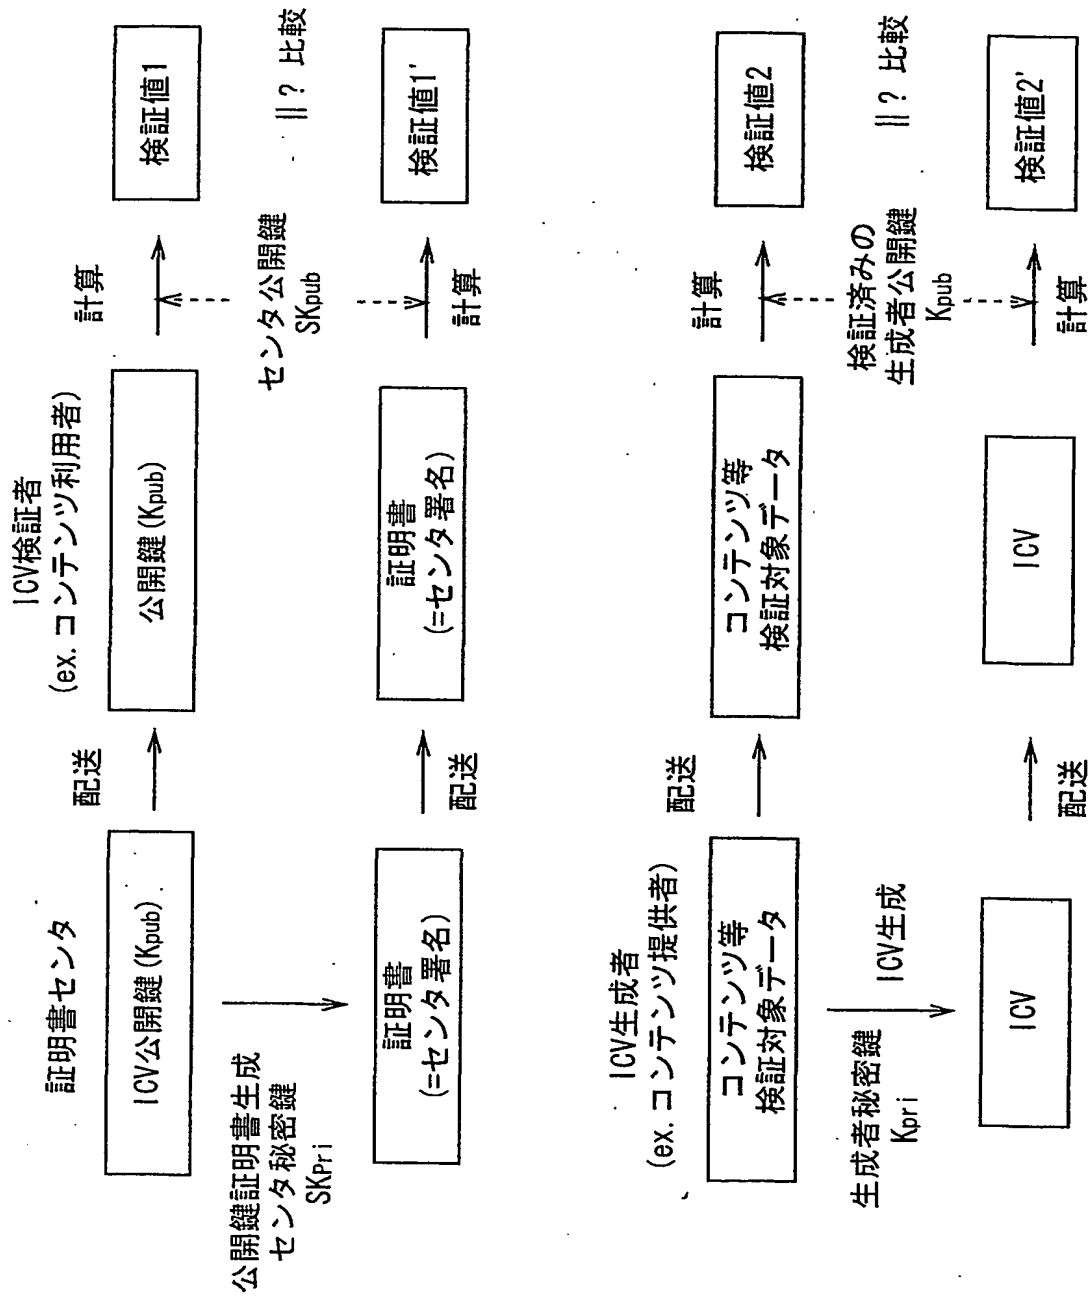 証明書センタ
ICV公開鍵(Kpub)
公開鍵証明書生成
センタ秘密鍵
SKPri
証明書
(=センタ署名)
配送
配送
ICV検証者
(ex.コンテンツ利用者)
公開鍵(Kpub)
証明書
(=センタ署名)
計算
センタ公開鍵
SKpub
計算
検証値1
||? 比較
検証値1'
ICV生成者
(ex.コンテンツ提供者)
コンテンツ等
検証対象データ
生成者秘密鍵
Kpri
ICV生成
ICV
配送
配送
コンテンツ等
検証対象データ
ICV
計算
検証済みの
生成者公開鍵
Kpub
計算
検証値2
||? 比較
検証値2'